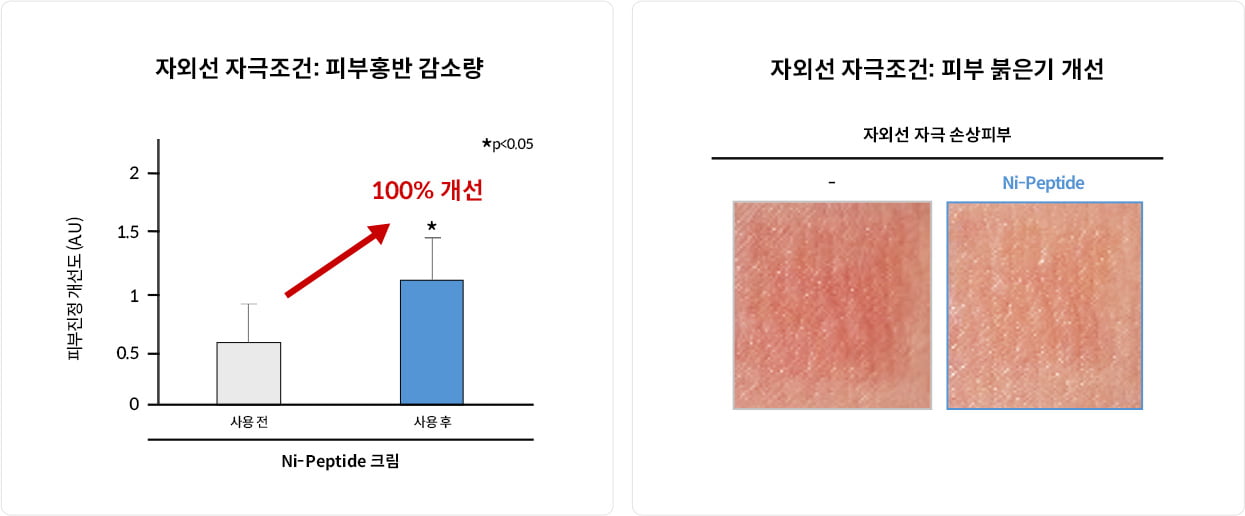 자외선 자극조건: 피부홍반 감소량
*p<0.05
100% 개선
*
피부진정 개선도 (A.U)
2
1.5
1
0.5
0
사용 전 사용 후
Ni-Peptide 크림
자외선 자극조건: 피부 붉은기 개선
자외선 자극 손상피부
- Ni-Peptide